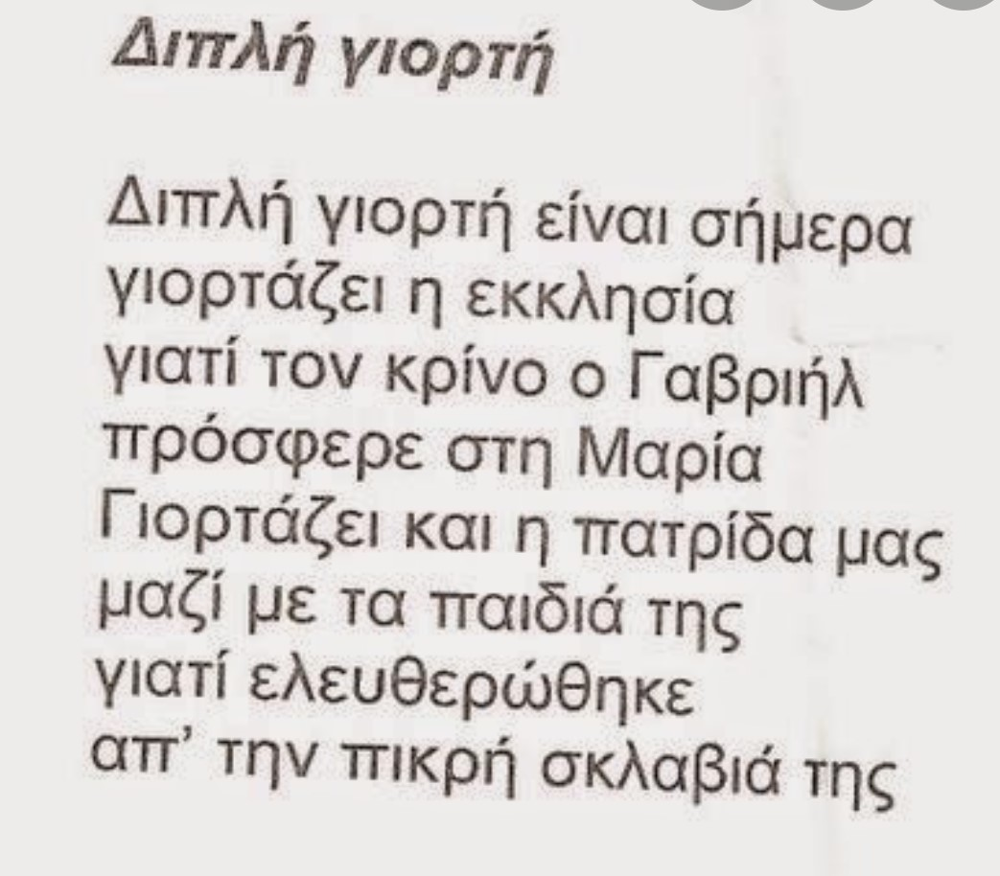 Διπλή γιορτή
Διπλή γιορτή είναι σήμερα
γιορτάζει η εκκλησία
γιατί τον κρίνο ο Γαβριήλ
πρόσφερε στη Μαρία
Γιορτάζει και η πατρίδα μας
μαζί με τα παιδιά της
γιατί ελευθερώθηκε
απ’ την πικρή σκλαβιά της